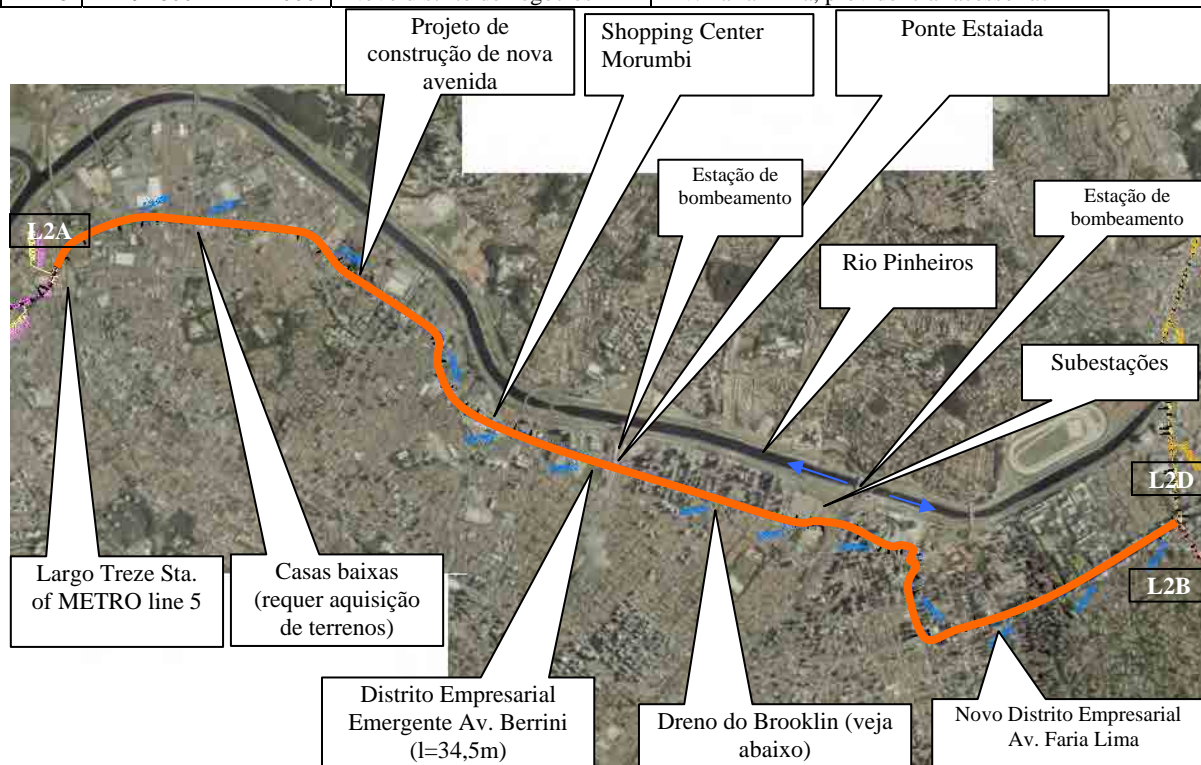 Projeto de
construção de nova
avenida
Shopping Center
Morumbi
Ponte Estaiada
Estação de
bombeamento
Estação de
bombeamento
L2A
Rio Pinheiros
Subestações
L2D
L2B
Largo Treze Sta.
of METRO line 5
Casas baixas
(requer aquisição
de terrenos)
Distrito Empresarial
Emergente Av. Berrini
(l=34,5m)
Dreno do Brooklin (veja
abaixo)
Novo Distrito Empresarial
Av. Faria Lima